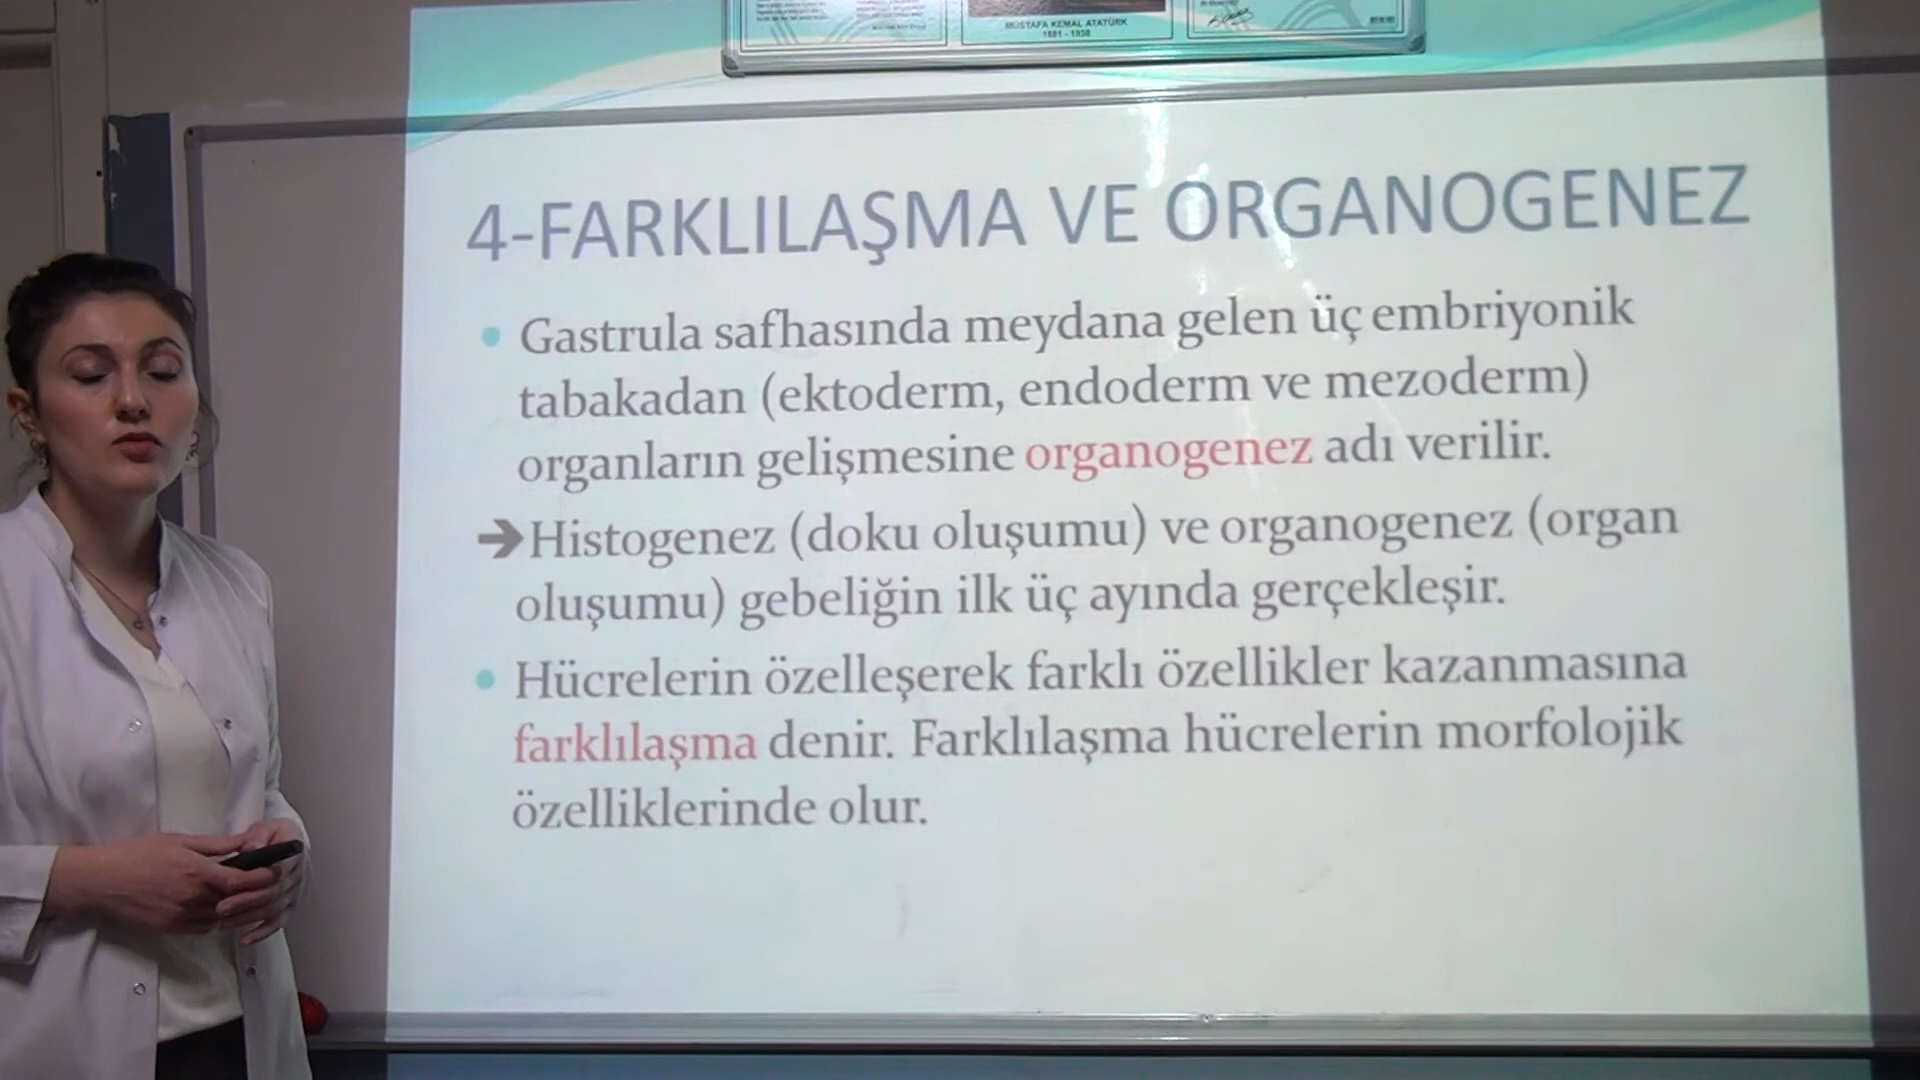 MUSTAFA KEMAL ATATÜRK
1881 - 1938
4-FARKLILAŞMA VE ORGANOGENEZ
• Gastrula safhasında meydana gelen üç embriyonik
tabakadan (ektoderm, endoderm ve mezoderm)
organların gelişmesine organogenez adı verilir.
➔Histogenez (doku oluşumu) ve organogenez (organ
oluşumu) gebeliğin ilk üç ayında gerçekleşir.
• Hücrelerin özelleşerek farklı özellikler kazanmasına
farklılaşma denir. Farklılaşma hücrelerin morfolojik
özelliklerinde olur.